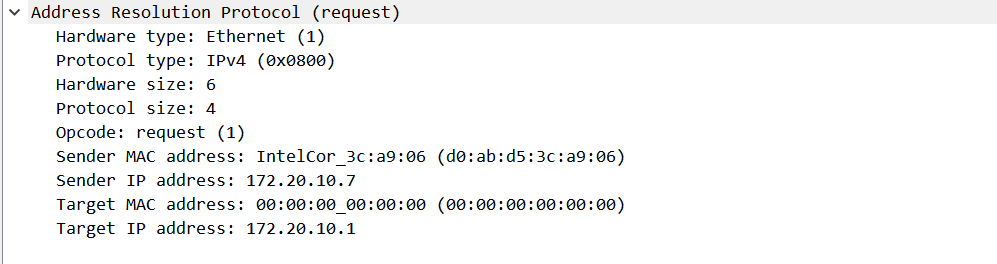 Address Resolution Protocol (request)
Hardware type: Ethernet (1)
Protocol type: IPv4 (0x0800)
Hardware size: 6
Protocol size: 4
Opcode: request (1)
Sender MAC address: IntelCor_3c:a9:06 (d0:ab:d5:3c:a9:06)
Sender IP address: 172.20.10.7
Target MAC address: 00:00:00_00:00:00 (00:00:00:00:00:00)
Target IP address: 172.20.10.1